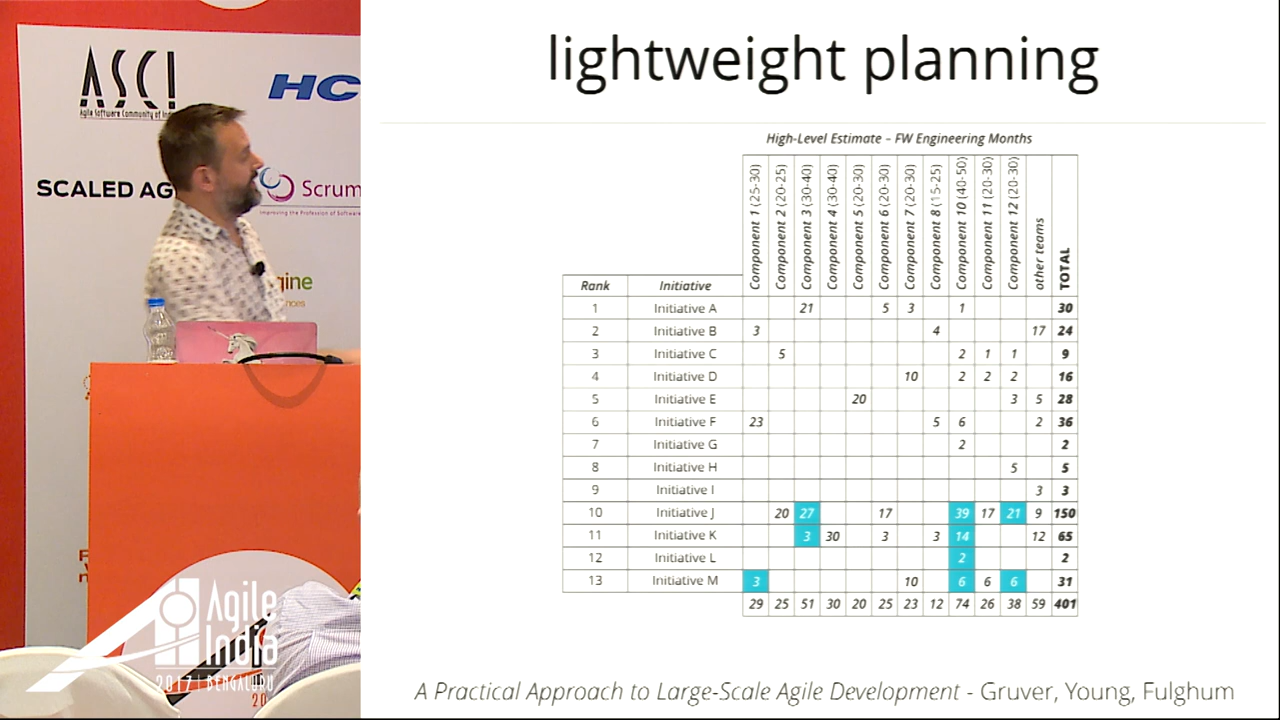 lightweight planning
High-Level Estimate – FW Engineering Months
Component 1 (25-30)
Component 2 (20-25)
Component 3 (30-40)
Component 4 (30-40)
Component 5 (20-30)
Component 6 (20-30)
Component 7 (20-30)
Component 8 (15-25)
Component 10 (40-50)
Component 11 (20-30)
Component 12 (20-30)
other teams
TOTAL
Rank Initiative
1 Initiative A 21 5 3 1 30
2 Initiative B 3 4 17 24
3 Initiative C 5 2 1 1 9
4 Initiative D 10 2 2 2 16
5 Initiative E 20 3 5 28
6 Initiative F 23 5 6 2 36
7 Initiative G 2 2
8 Initiative H 5 5
9 Initiative I 3 3
10 Initiative J 20 27 17 39 17 21 9 150
11 Initiative K 3 30 3 3 14 12 65
12 Initiative L 2 2
13 Initiative M 3 10 6 6 6 31
29 25 51 30 20 25 23 12 74 26 38 59 401
A Practical Approach to Large-Scale Agile Development - Gruver, Young, Fulghum
ASCI
Agile Software Community of
HC
SCALED AG
Scrum
Improving the Profession of Software
gine
Agile
India
2017 | BENGALURU